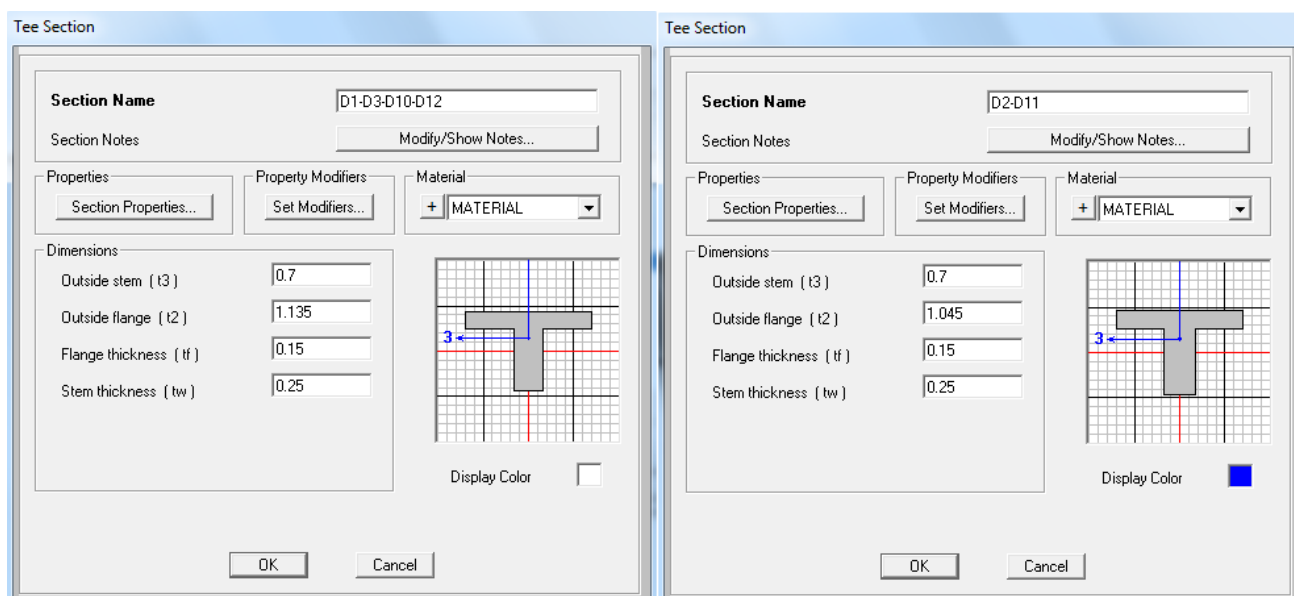 Tee Section
Section Name D1-D3-D10-D12
Section Notes Modify/Show Notes...
Properties Property Modifiers Material
Section Properties... Set Modifiers... + MATERIAL
Dimensions
Outside stem ( t3 ) 0.7
Outside flange ( t2 ) 1.135
Flange thickness ( tf ) 0.15
Stem thickness ( tw ) 0.25
3
Display Color
OK Cancel
Tee Section
Section Name D2-D11
Section Notes Modify/Show Notes...
Properties Property Modifiers Material
Section Properties... Set Modifiers... + MATERIAL
Dimensions
Outside stem ( t3 ) 0.7
Outside flange ( t2 ) 1.045
Flange thickness ( tf ) 0.15
Stem thickness ( tw ) 0.25
3
Display Color
OK Cancel